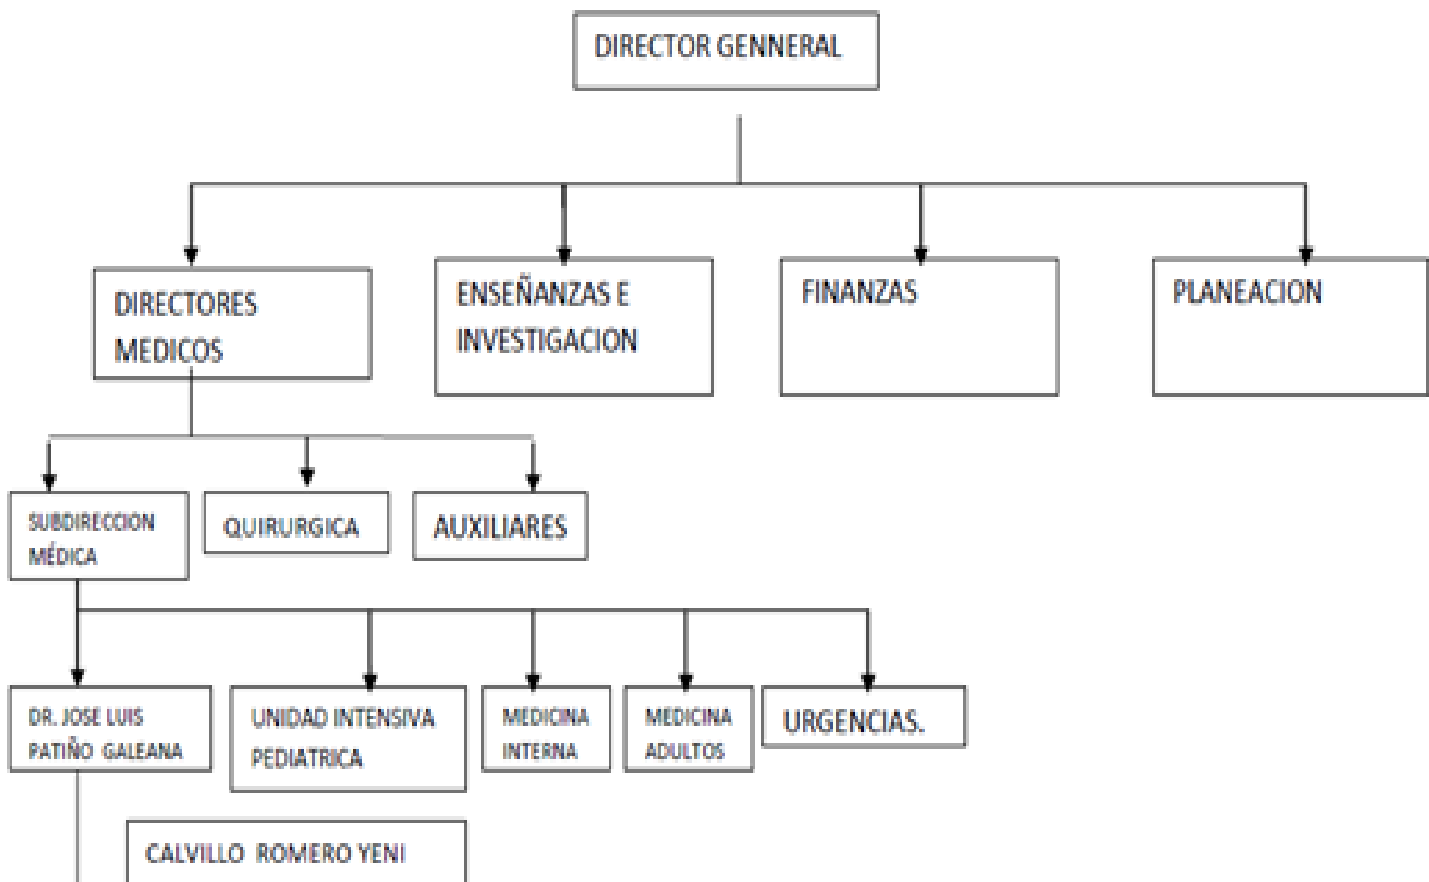 DIRECTOR GENNERAL
DIRECTORES
MEDICOS
ENSEÑANZAS E
INVESTIGACION
FINANZAS
PLANEACION
SUBDIRECCION
MÉDICA
QUIRURGICA
AUXILIARES
DR. JOSE LUIS
PATIÑO GALEANA
UNIDAD INTENSIVA
PEDIATRICA
MEDICINA
INTERNA
MEDICINA
ADULTOS
URGENCIAS.
CALVILLO ROMERO YENI